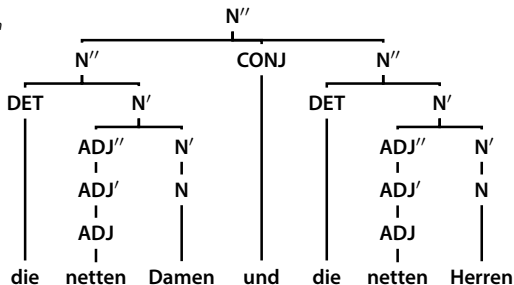 N′′
N′′ CONJ N′′
DET N′ DET N′
ADJ′′ N′ ADJ′′ N′
ADJ′ N ADJ′ N
ADJ ADJ
die netten Damen und die netten Herren